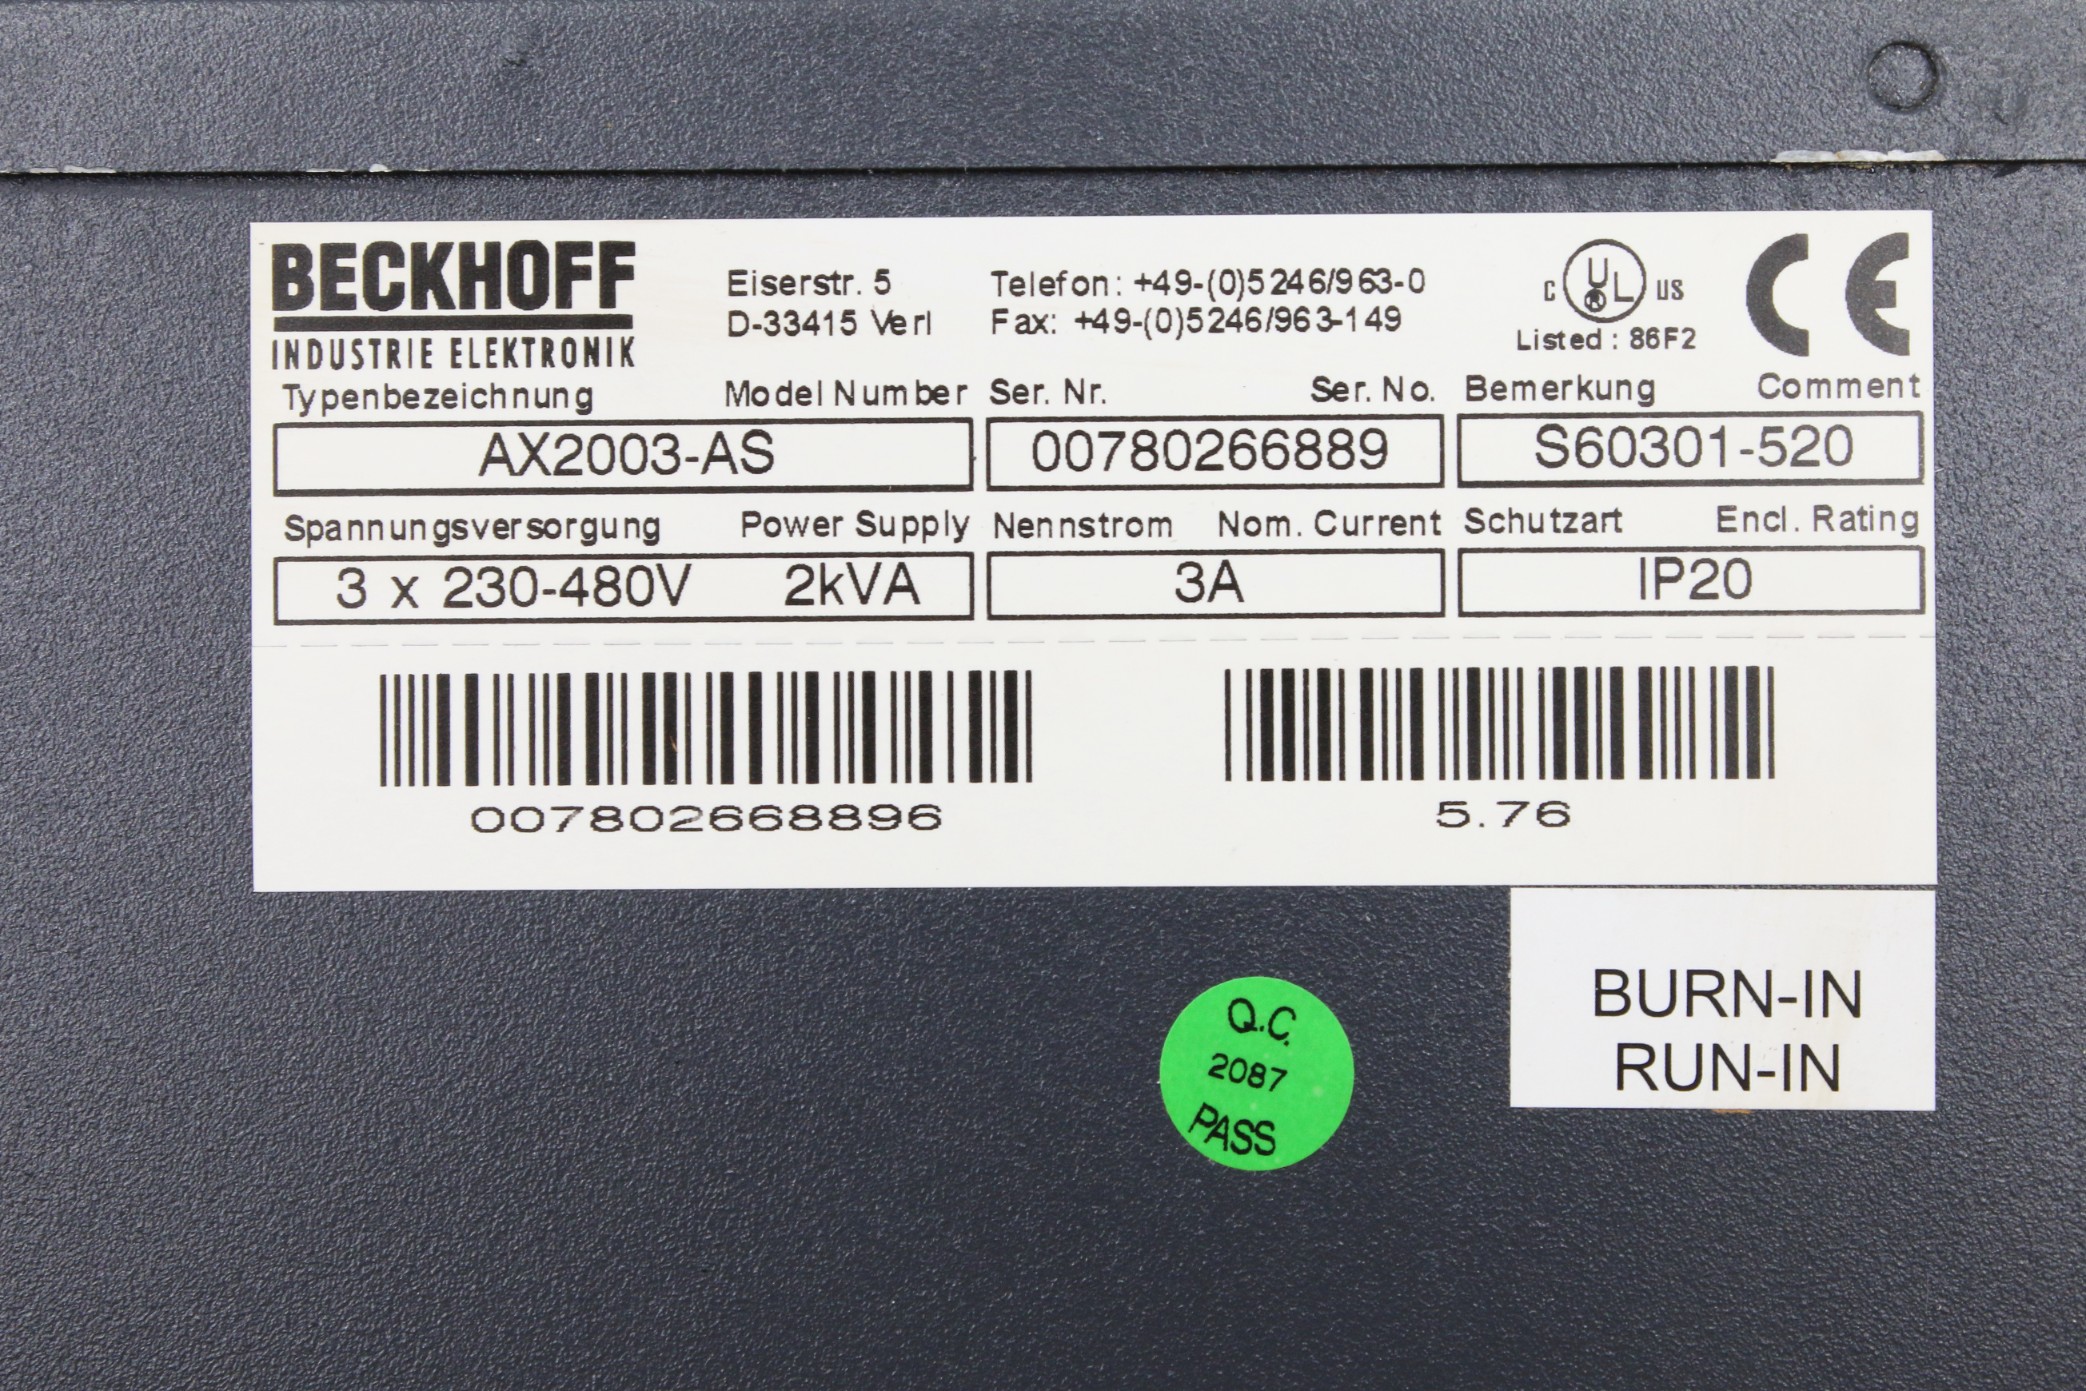 BECKHOFF
INDUSTRIE ELEKTRONIK
Eiserstr. 5
D-33415 Verl
Telefon: +49-(0)5246/963-0
Fax: +49-(0)5246/963-149
C UL ® US
Listed : 86F2
CE
Typenbezeichnung Model Number Ser. Nr. Ser. No. Bemerkung Comment
AX2003-AS 00780266889 S60301-520
Spannungsversorgung Power Supply Nennstrom Nom. Current Schutzart Encl. Rating
3 x 230-480V 2kVA 3A IP20
007802668896 5.76
BURN-IN
RUN-IN
Q.C.
2087
PASS